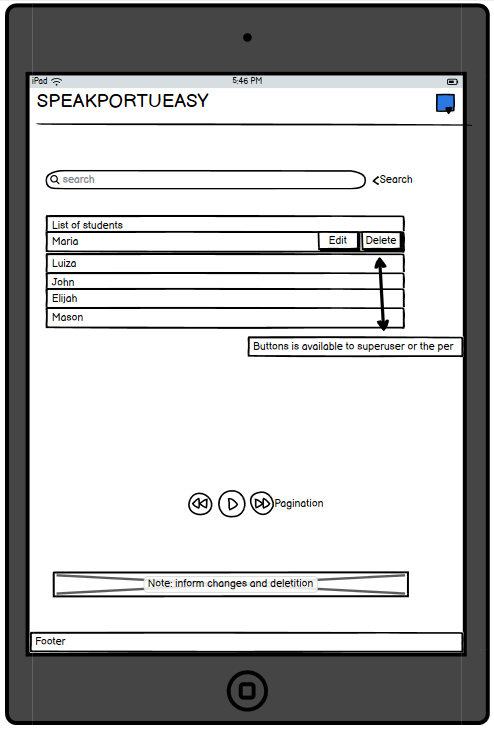 iPad
5:46 PM
SPEAKPORTUEASY
search
<Search
List of students
Maria
Edit
Delete
Luiza
John
Elijah
Mason
Buttons is available to superuser or the per
Pagination
Note: inform changes and deletition
Footer